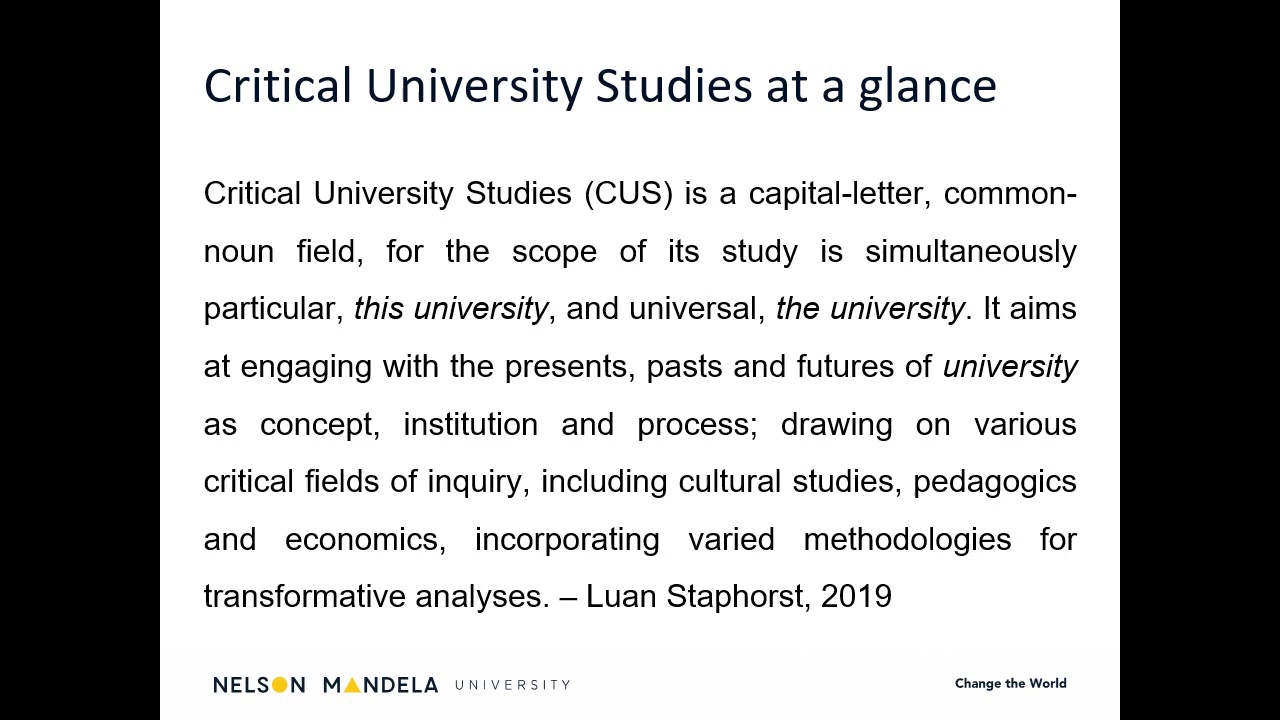 Critical University Studies at a glance
Critical University Studies (CUS) is a capital-letter, common-
noun field, for the scope of its study is simultaneously
particular, this university, and universal, the university. It aims
at engaging with the presents, pasts and futures of university
as concept, institution and process; drawing on various
critical fields of inquiry, including cultural studies, pedagogics
and economics, incorporating varied methodologies for
transformative analyses. – Luan Staphorst, 2019
NELSON MANDELA UNIVERSITY
Change the World